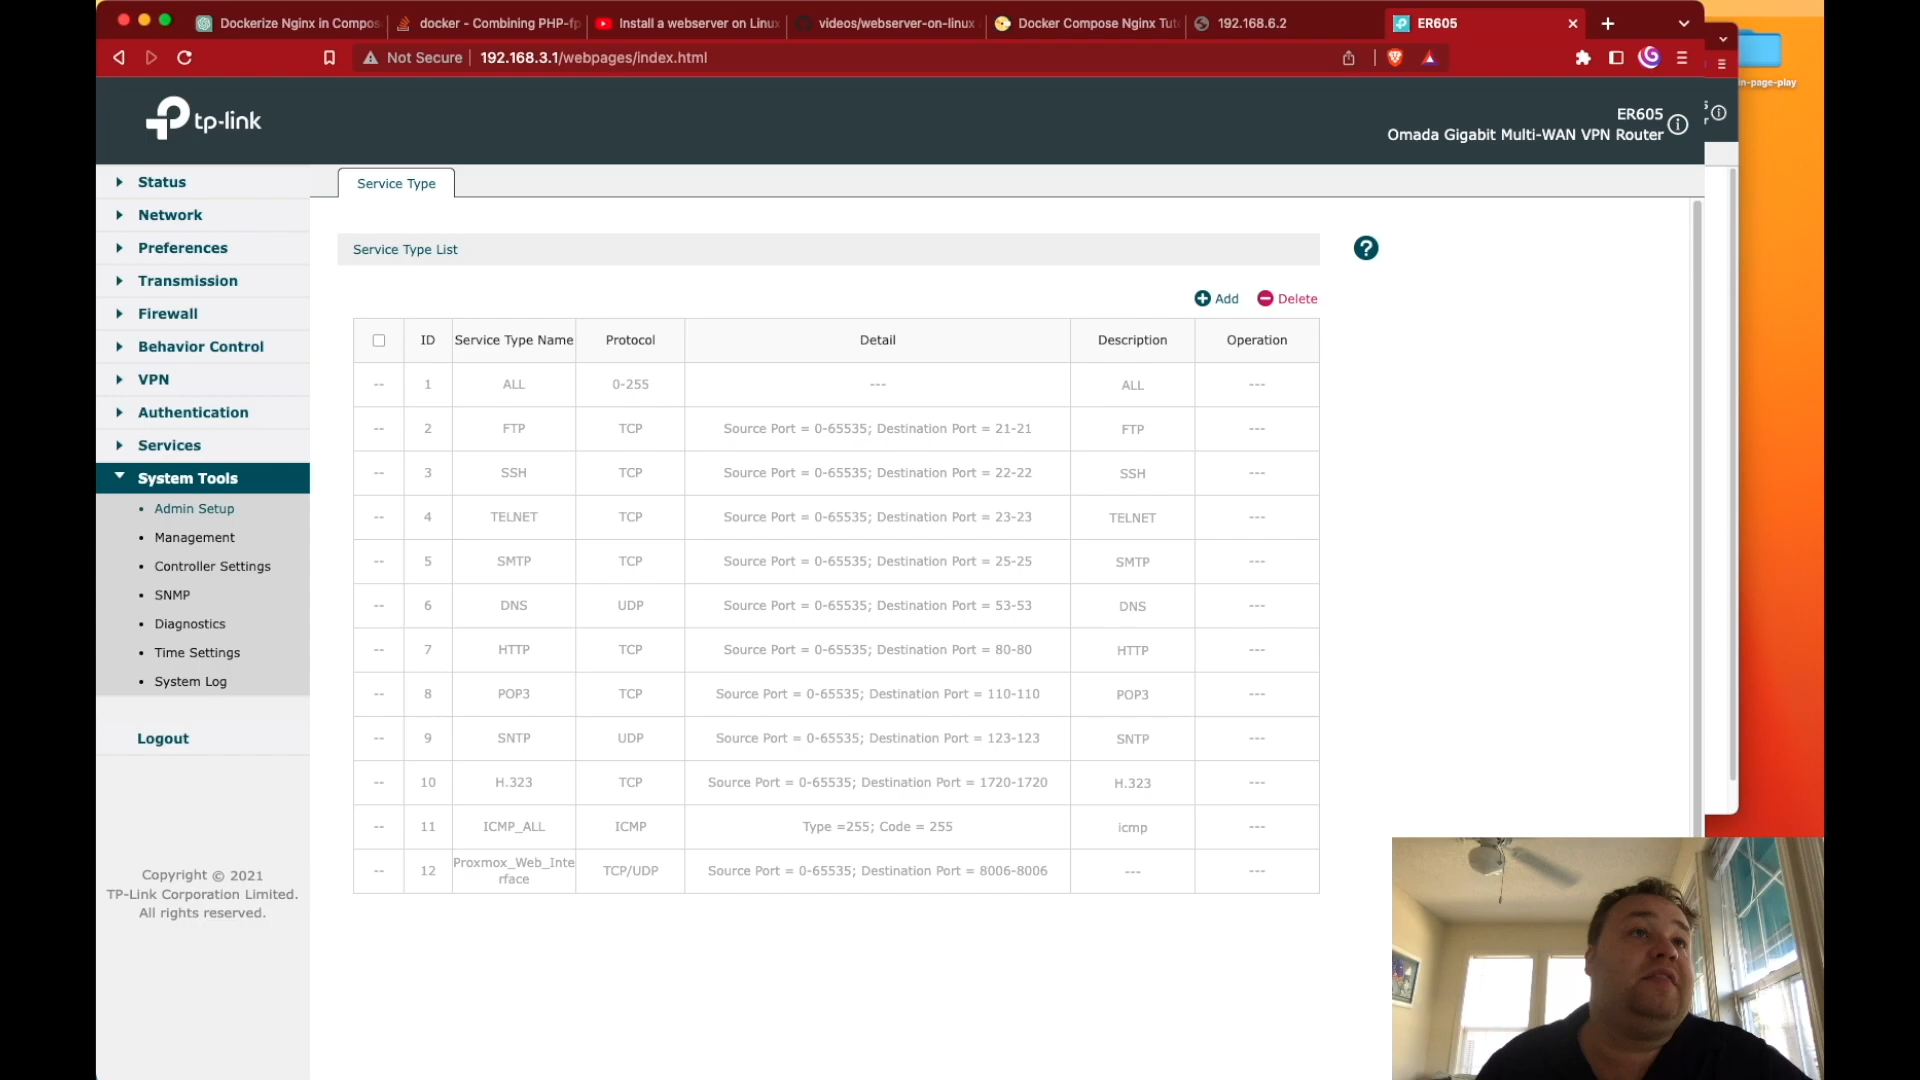 Dockerize Nginx in Compos
docker - Combining PHP-fp
Install a webserver on Linux
videos/webserver-on-linux
Docker Compose Nginx Tut
192.168.6.2
ER605
Not Secure
192.168.3.1/webpages/index.html
n-page-play
tp-link
ER605
Omada Gigabit Multi-WAN VPN Router
Status
Network
Preferences
Transmission
Firewall
Behavior Control
VPN
Authentication
Services
System Tools
Admin Setup
Management
Controller Settings
SNMP
Diagnostics
Time Settings
System Log
Logout
Copyright © 2021
TP-Link Corporation Limited.
All rights reserved.
Service Type
Service Type List
?
Add Delete
ID Service Type Name Protocol Detail Description Operation
-- 1 ALL 0-255 --- ALL ---
-- 2 FTP TCP Source Port = 0-65535; Destination Port = 21-21 FTP ---
-- 3 SSH TCP Source Port = 0-65535; Destination Port = 22-22 SSH ---
-- 4 TELNET TCP Source Port = 0-65535; Destination Port = 23-23 TELNET ---
-- 5 SMTP TCP Source Port = 0-65535; Destination Port = 25-25 SMTP ---
-- 6 DNS UDP Source Port = 0-65535; Destination Port = 53-53 DNS ---
-- 7 HTTP TCP Source Port = 0-65535; Destination Port = 80-80 HTTP ---
-- 8 POP3 TCP Source Port = 0-65535; Destination Port = 110-110 POP3 ---
-- 9 SNTP UDP Source Port = 0-65535; Destination Port = 123-123 SNTP ---
-- 10 H.323 TCP Source Port = 0-65535; Destination Port = 1720-1720 H.323 ---
-- 11 ICMP_ALL ICMP Type =255; Code = 255 icmp ---
-- 12 Proxmox_Web_Inte
rface TCP/UDP Source Port = 0-65535; Destination Port = 8006-8006 --- ---